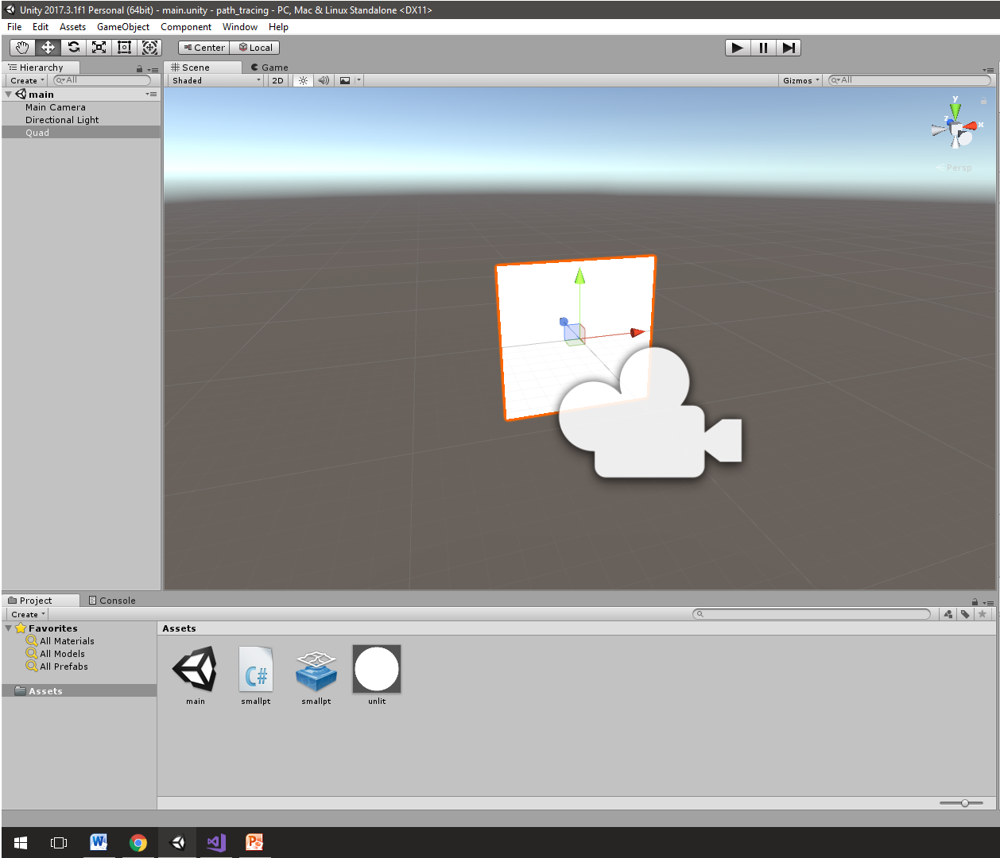 Unity 2017.3.1f1 Personal (64bit) - main.unity - path_tracing - PC, Mac & Linux Standalone <DX11>
File Edit Assets GameObject Component Window Help
Center Local
Hierarchy
Scene Game
Create All
Shaded 2D Gizmos All
main
Main Camera
Directional Light
Quad
y
z x
Persp
Project Console
Create
Favorites
Assets
All Materials
All Models
All Prefabs
Assets
C#
main smallpt smallpt unlit
W P